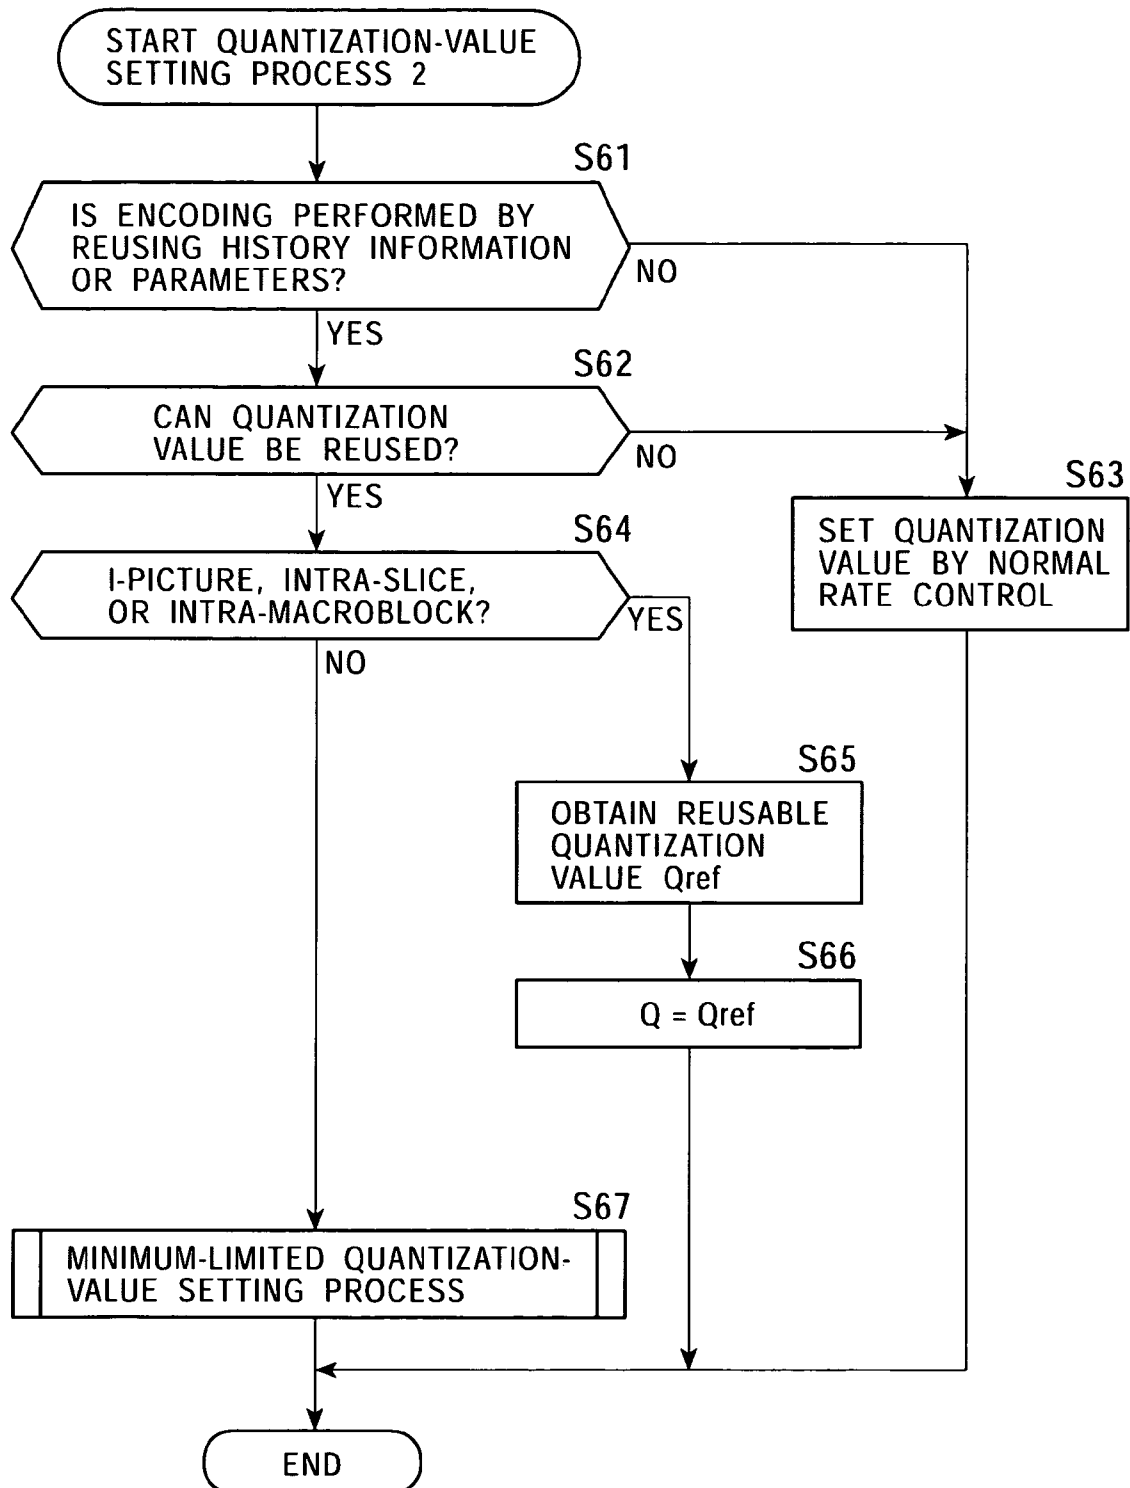 START QUANTIZATION-VALUE
SETTING PROCESS 2
S61
IS ENCODING PERFORMED BY
REUSING HISTORY INFORMATION
OR PARAMETERS?
NO
YES
S62
CAN QUANTIZATION
VALUE BE REUSED?
NO
YES
S63
SET QUANTIZATION
VALUE BY NORMAL
RATE CONTROL
S64
I-PICTURE, INTRA-SLICE,
OR INTRA-MACROBLOCK?
YES
NO
S65
OBTAIN REUSABLE
QUANTIZATION
VALUE Qref
S66
Q = Qref
S67
MINIMUM-LIMITED QUANTIZATION-
VALUE SETTING PROCESS
END